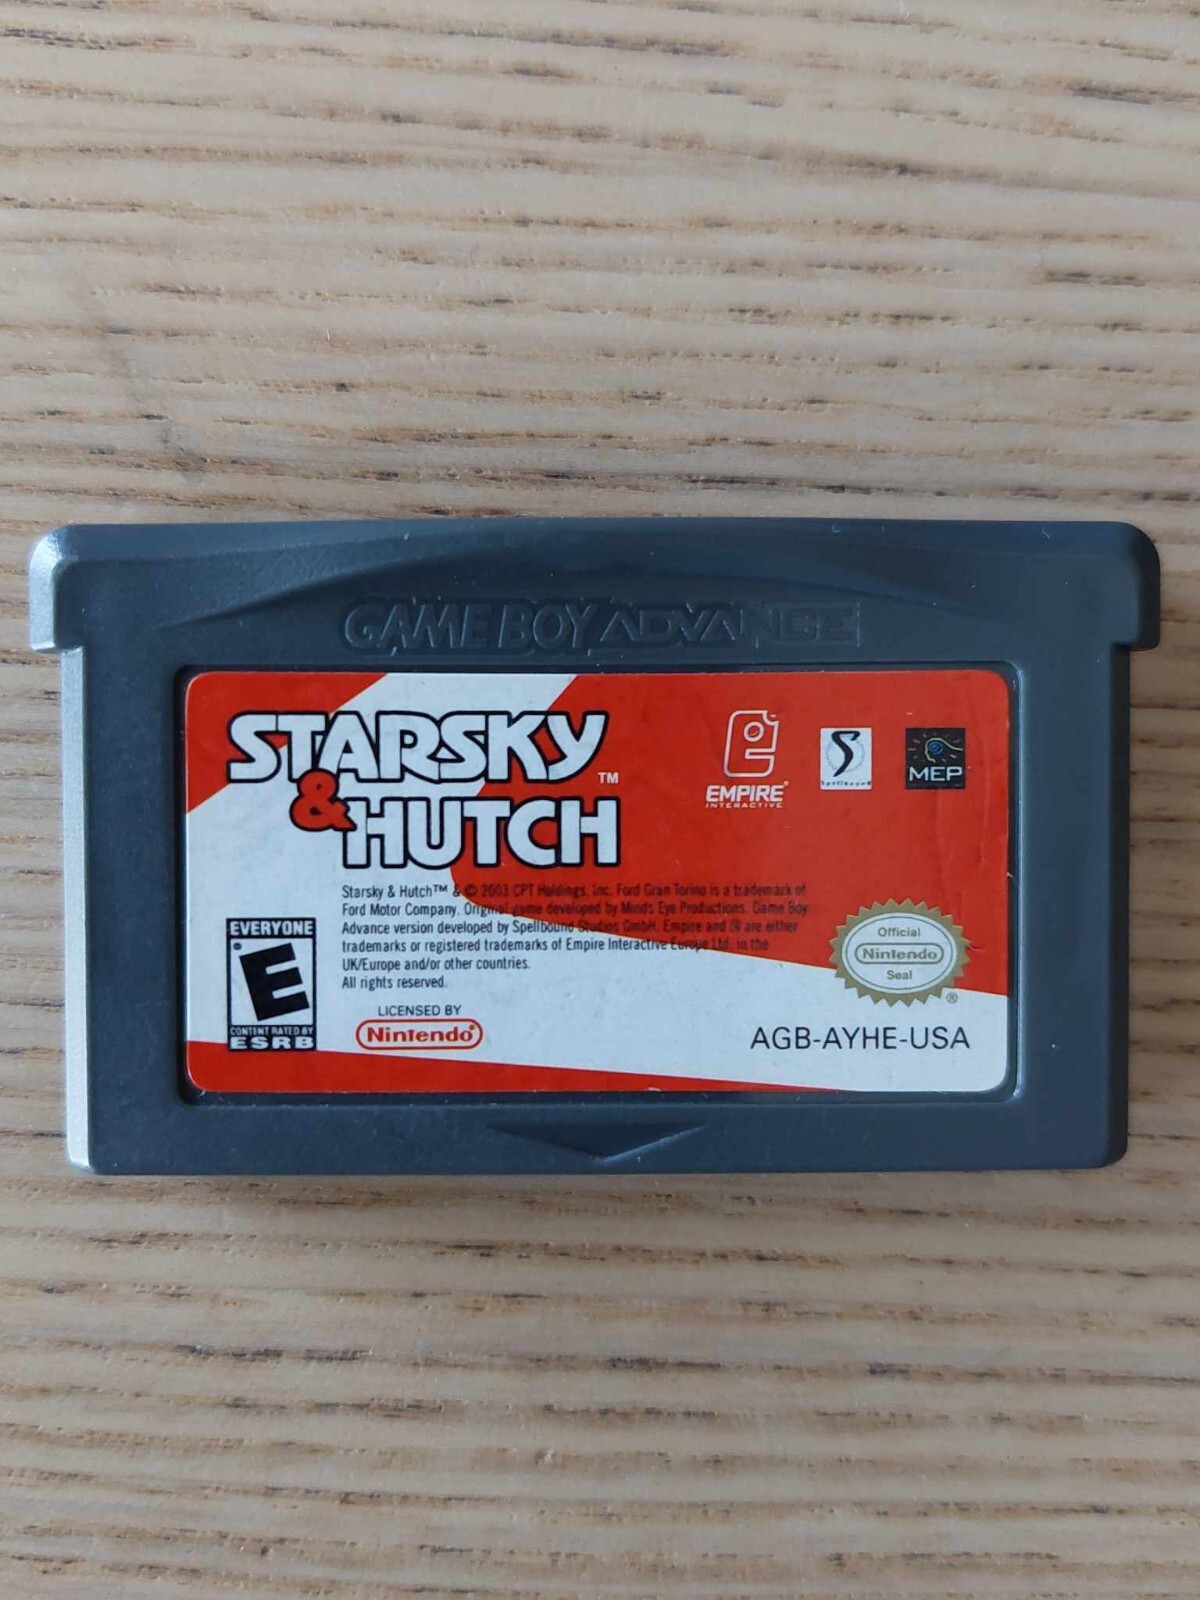 GAME BOY ADVANCE
STARSKY™
& HUTCH
EMPIRE®
INTERACTIVE
Spellbound
MEP
Starsky & Hutch™ & © 2003 CPT Holdings, Inc. Ford Gran Torino is a trademark of
Ford Motor Company. Original game developed by Minds Eye Productions. Game Boy
Advance version developed by Spellbound Studios GmbH. Empire and are either
trademarks or registered trademarks of Empire Interactive Europe Ltd. in the
UK/Europe and/or other countries.
All rights reserved.
EVERYONE
E
CONTENT RATED BY
ESRB
LICENSED BY
Nintendo®
Official
Nintendo
Seal
®
AGB-AYHE-USA